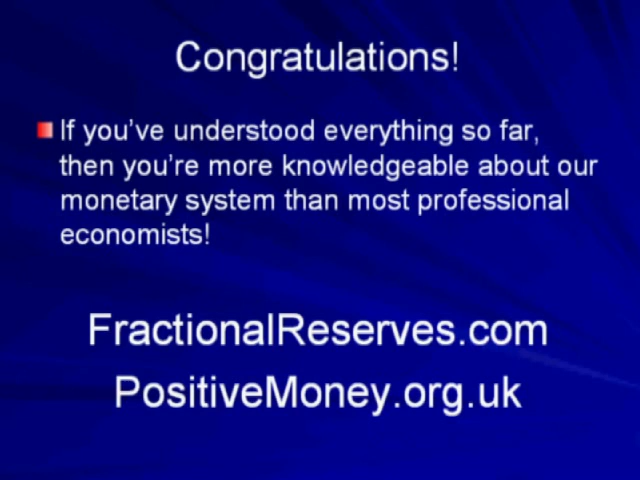 Congratulations!
If you've understood everything so far,
then you're more knowledgeable about our
monetary system than most professional
economists!
FractionalReserves.com
PositiveMoney.org.uk